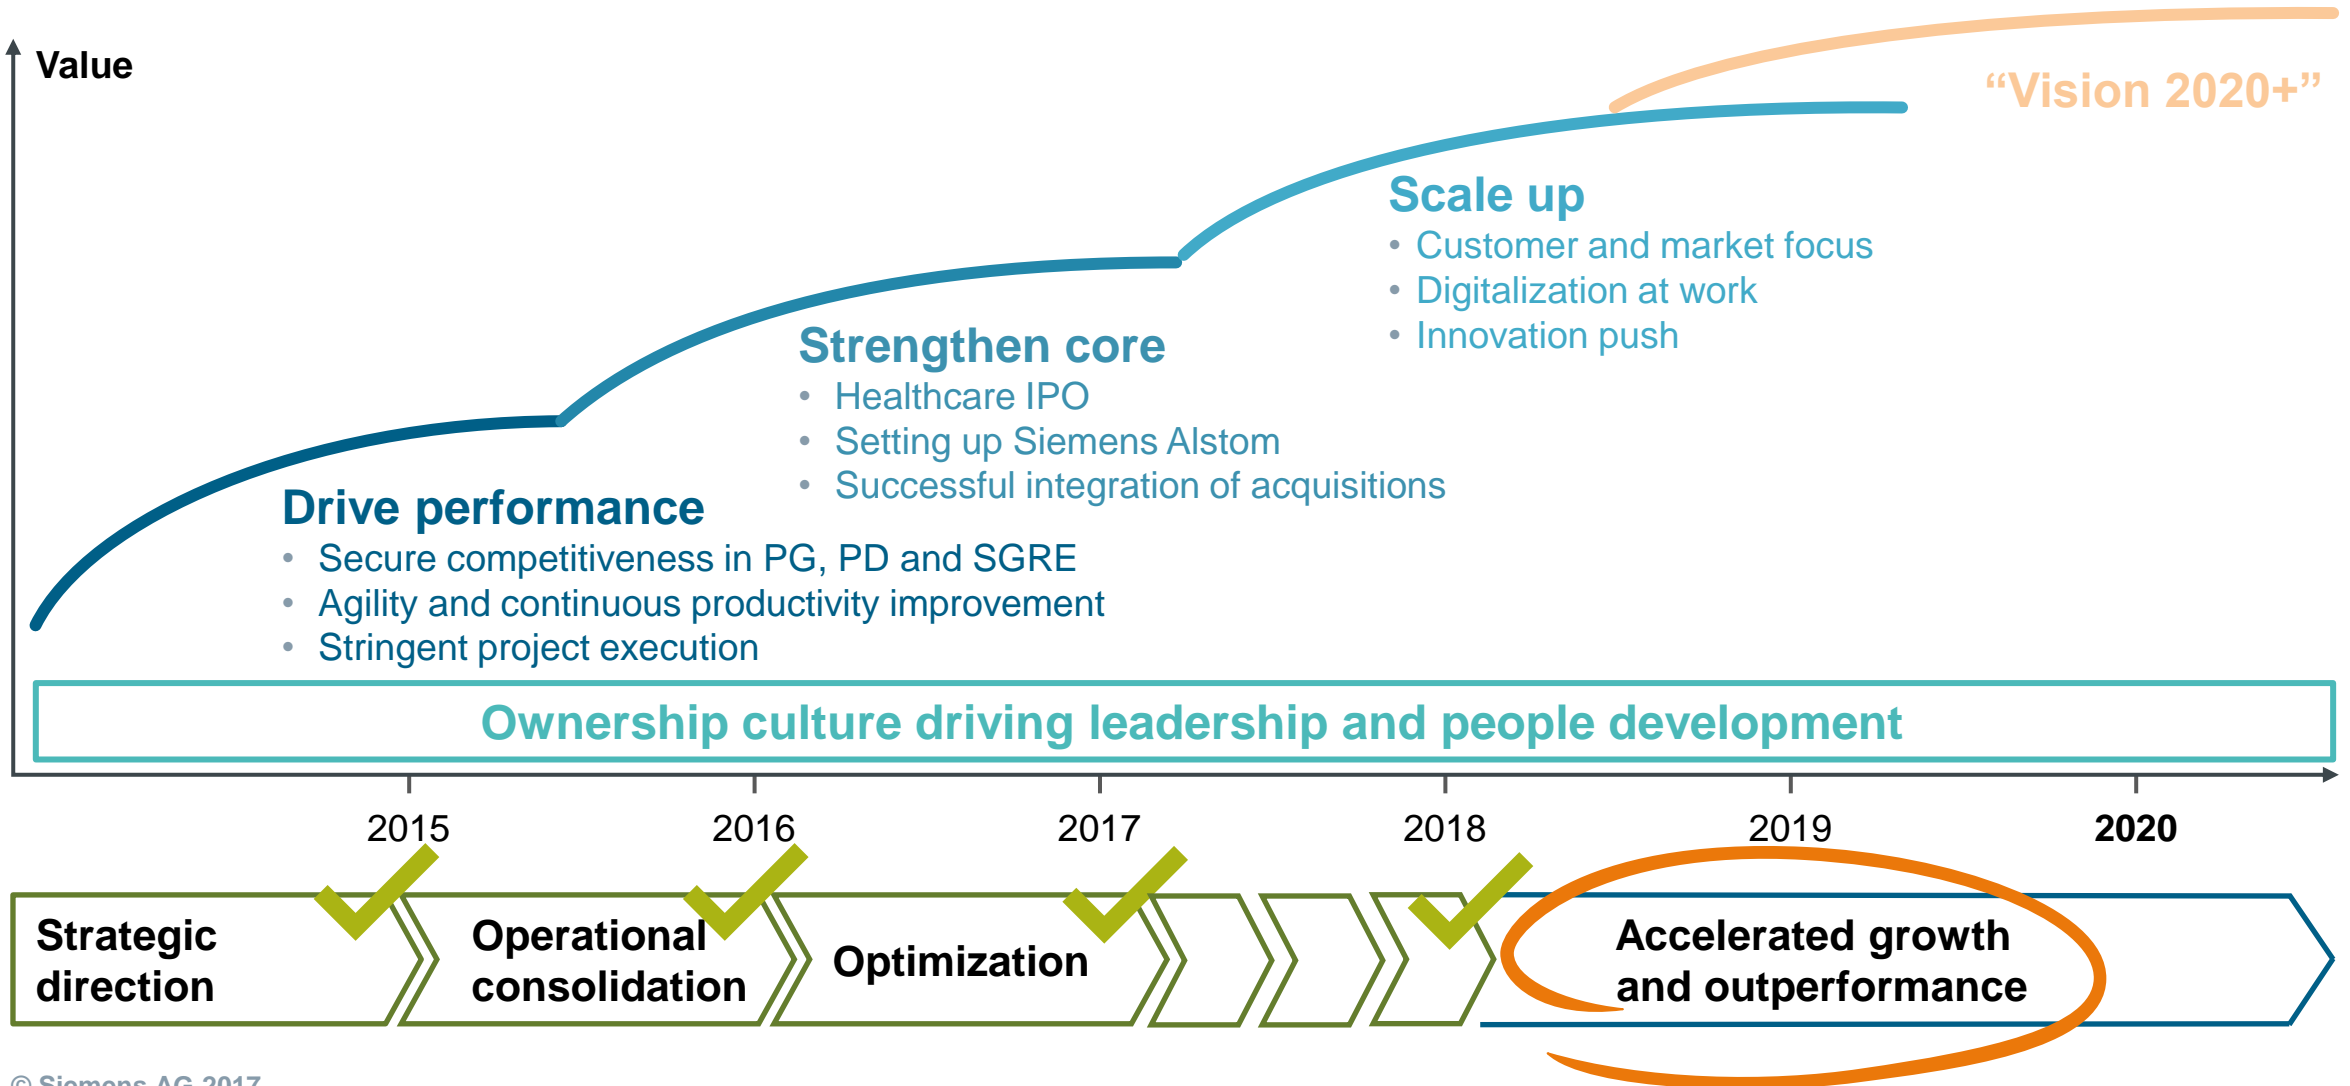 Value
“Vision 2020+”
Scale up
• Customer and market focus
• Digitalization at work
• Innovation push
Strengthen core
• Healthcare IPO
• Setting up Siemens Alstom
• Successful integration of acquisitions
Drive performance
• Secure competitiveness in PG, PD and SGRE
• Agility and continuous productivity improvement
• Stringent project execution
Ownership culture driving leadership and people development
2015 2016 2017 2018 2019 2020
Strategic
direction
Operational
consolidation
Optimization
Accelerated growth
and outperformance
© Siemens AG 2017